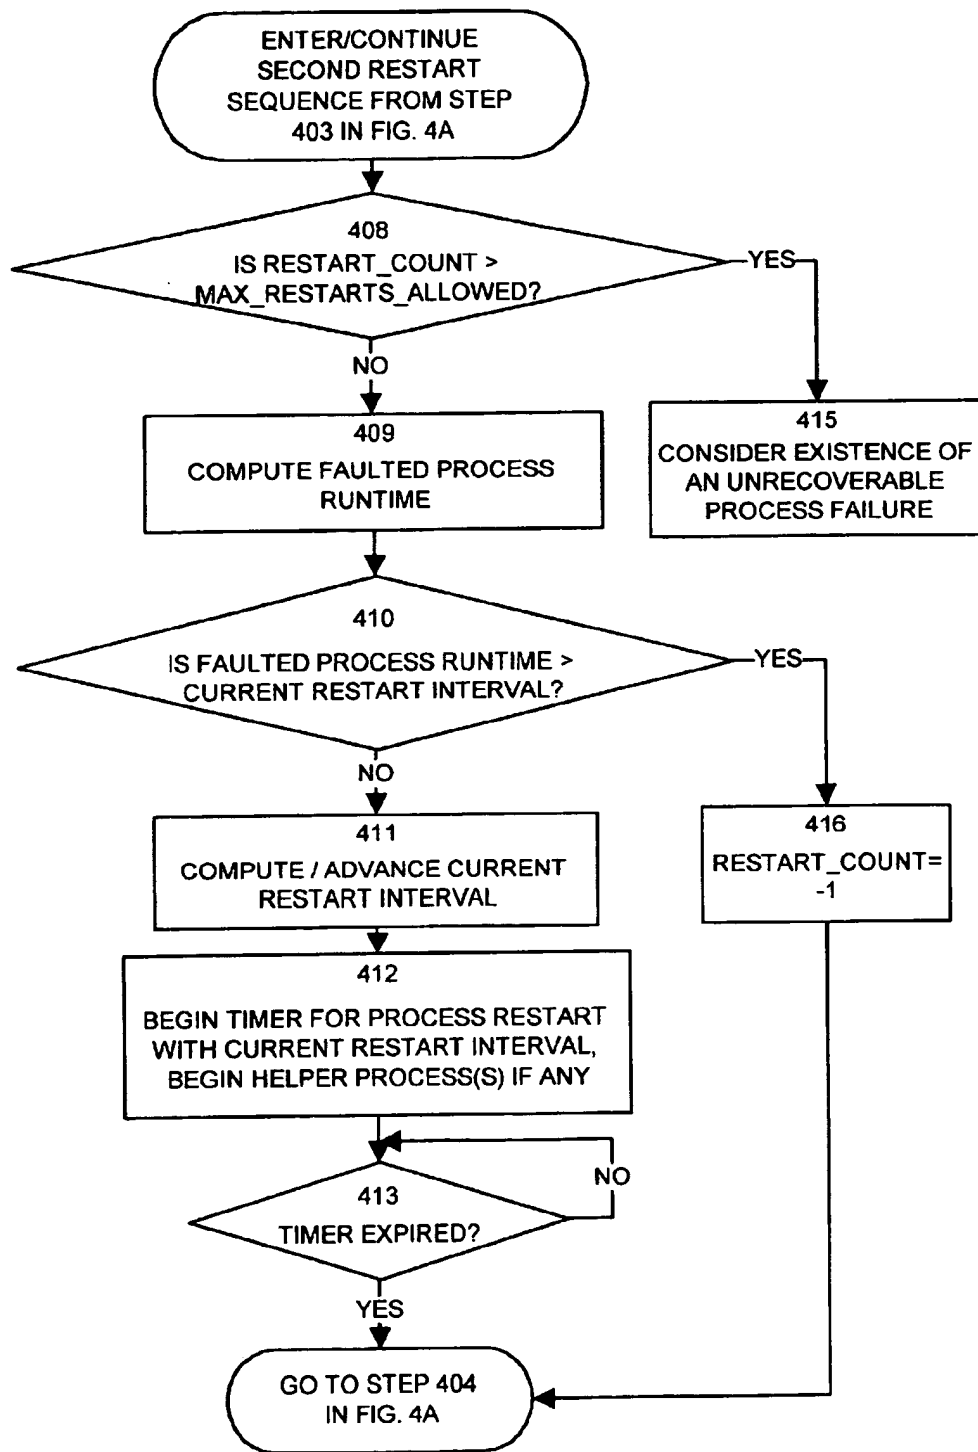 ENTER/CONTINUE
SECOND RESTART
SEQUENCE FROM STEP
403 IN FIG. 4A
408
IS RESTART_COUNT >
MAX_RESTARTS_ALLOWED?
YES
NO
409
COMPUTE FAULTED PROCESS
RUNTIME
415
CONSIDER EXISTENCE OF
AN UNRECOVERABLE
PROCESS FAILURE
410
IS FAULTED PROCESS RUNTIME >
CURRENT RESTART INTERVAL?
YES
NO
411
COMPUTE / ADVANCE CURRENT
RESTART INTERVAL
416
RESTART_COUNT=
-1
412
BEGIN TIMER FOR PROCESS RESTART
WITH CURRENT RESTART INTERVAL,
BEGIN HELPER PROCESS(S) IF ANY
413
TIMER EXPIRED?
NO
YES
GO TO STEP 404
IN FIG. 4A